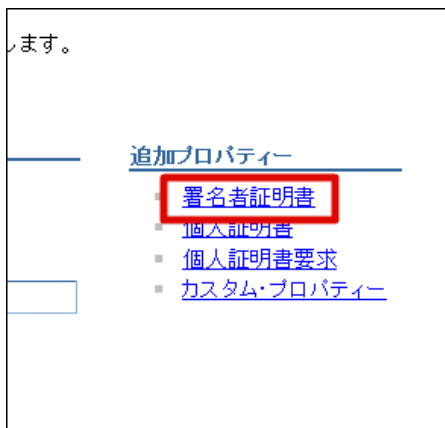 します。
追加プロパティー
署名者証明書
個人証明書
個人証明書要求
カスタム・プロパティー